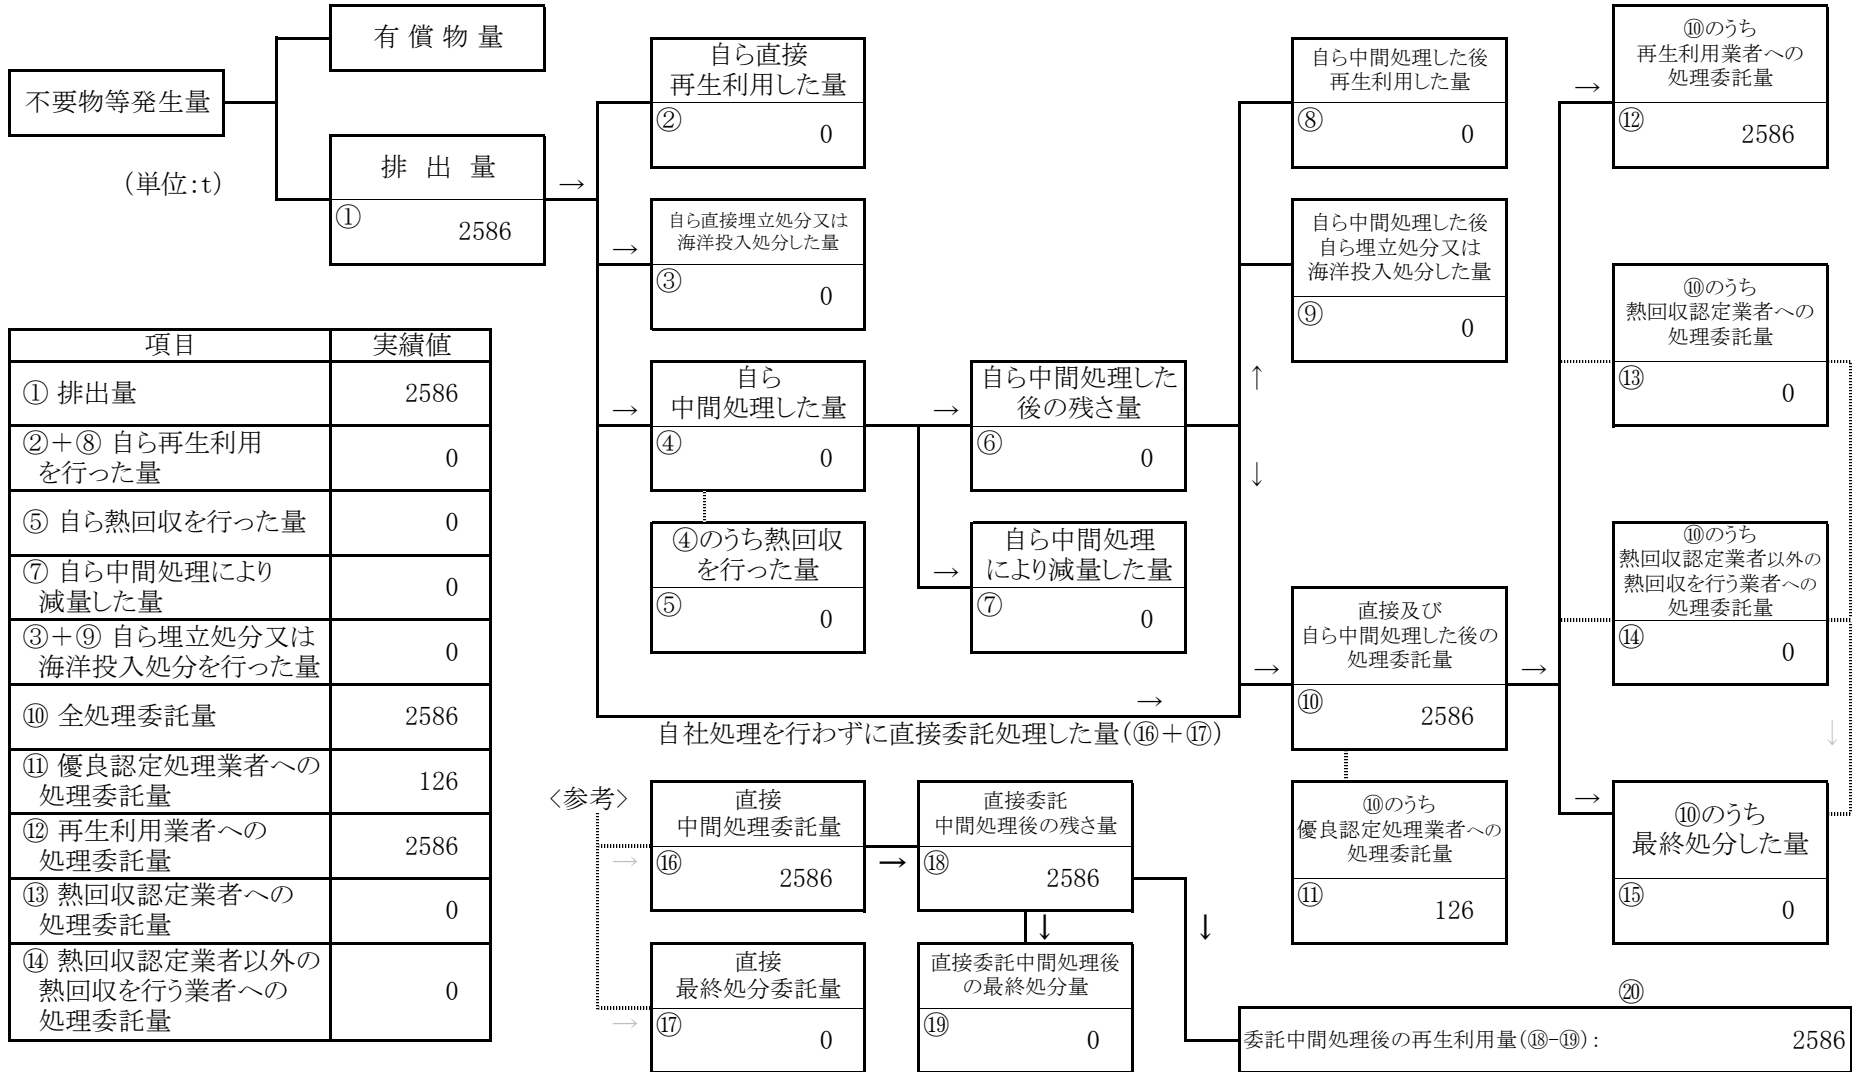 不要物等発生量
(単位:t)
有 償 物 量
排 出 量
①
2586
→
自ら直接
再生利用した量
②
0
→
自ら直接埋立処分又は
海洋投入処分した量
③
0
→
自ら
中間処理した量
④
0
④のうち熱回収
を行った量
⑤
0
→
自ら中間処理した
後の残さ量
⑥
0
→
自ら中間処理
により減量した量
⑦
0
→
自社処理を行わずに直接委託処理した量(⑯+⑰)
自ら中間処理した後
再生利用した量
⑧
0
自ら中間処理した後
自ら埋立処分又は
海洋投入処分した量
⑨
0
↑
↓
→
直接及び
自ら中間処理した後の
処理委託量
⑩
2586
→
⑩のうち
優良認定処理業者への
処理委託量
⑪
126
→
⑩のうち
再生利用業者への
処理委託量
⑫
2586
⑩のうち
熱回収認定業者への
処理委託量
⑬
0
⑩のうち
熱回収認定業者以外の
熱回収を行う業者への
処理委託量
⑭
0
↓
→
⑩のうち
最終処分した量
⑮
0
項目 実績値
① 排出量 2586
②+⑧ 自ら再生利用
を行った量 0
⑤ 自ら熱回収を行った量 0
⑦ 自ら中間処理により
減量した量 0
③+⑨ 自ら埋立処分又は
海洋投入処分を行った量 0
⑩ 全処理委託量 2586
⑪ 優良認定処理業者への
処理委託量 126
⑫ 再生利用業者への
処理委託量 2586
⑬ 熱回収認定業者への
処理委託量 0
⑭ 熱回収認定業者以外の
熱回収を行う業者への
処理委託量 0
<参考>
→
直接
中間処理委託量
⑯
2586
→
直接委託
中間処理後の残さ量
⑱
2586
↓
↓
→
直接
最終処分委託量
⑰
0
直接委託中間処理後
の最終処分量
⑲
0
⑳
委託中間処理後の再生利用量(⑱-⑲): 2586